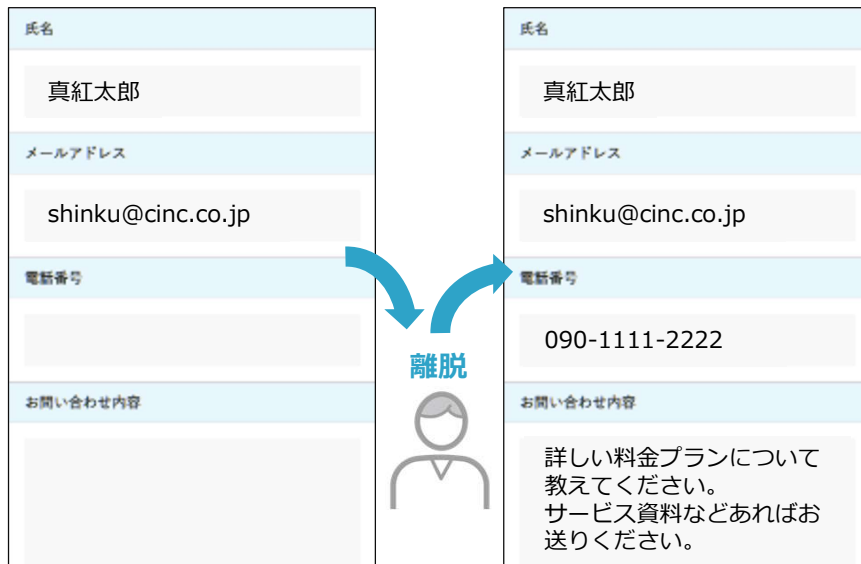 氏名
真紅太郎
メールアドレス
shinku@cinc.co.jp
電話番号
お問い合わせ内容
離脱
氏名
真紅太郎
メールアドレス
shinku@cinc.co.jp
電話番号
090-1111-2222
お問い合わせ内容
詳しい料金プランについて
教えてください。
サービス資料などあればお
送りください。